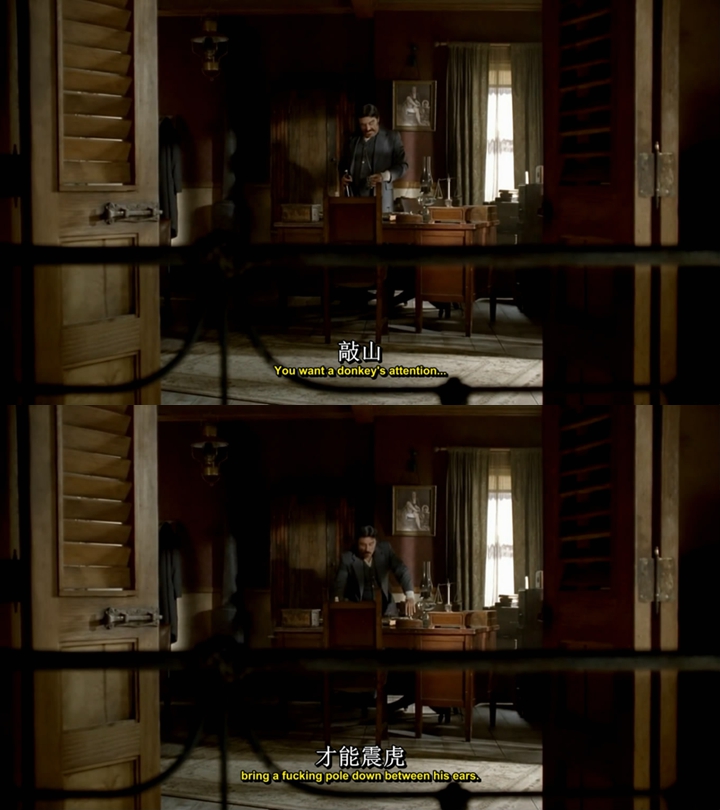 敲山
You want a donkey's attention...
才能震虎
bring a fucking pole down between his ears.